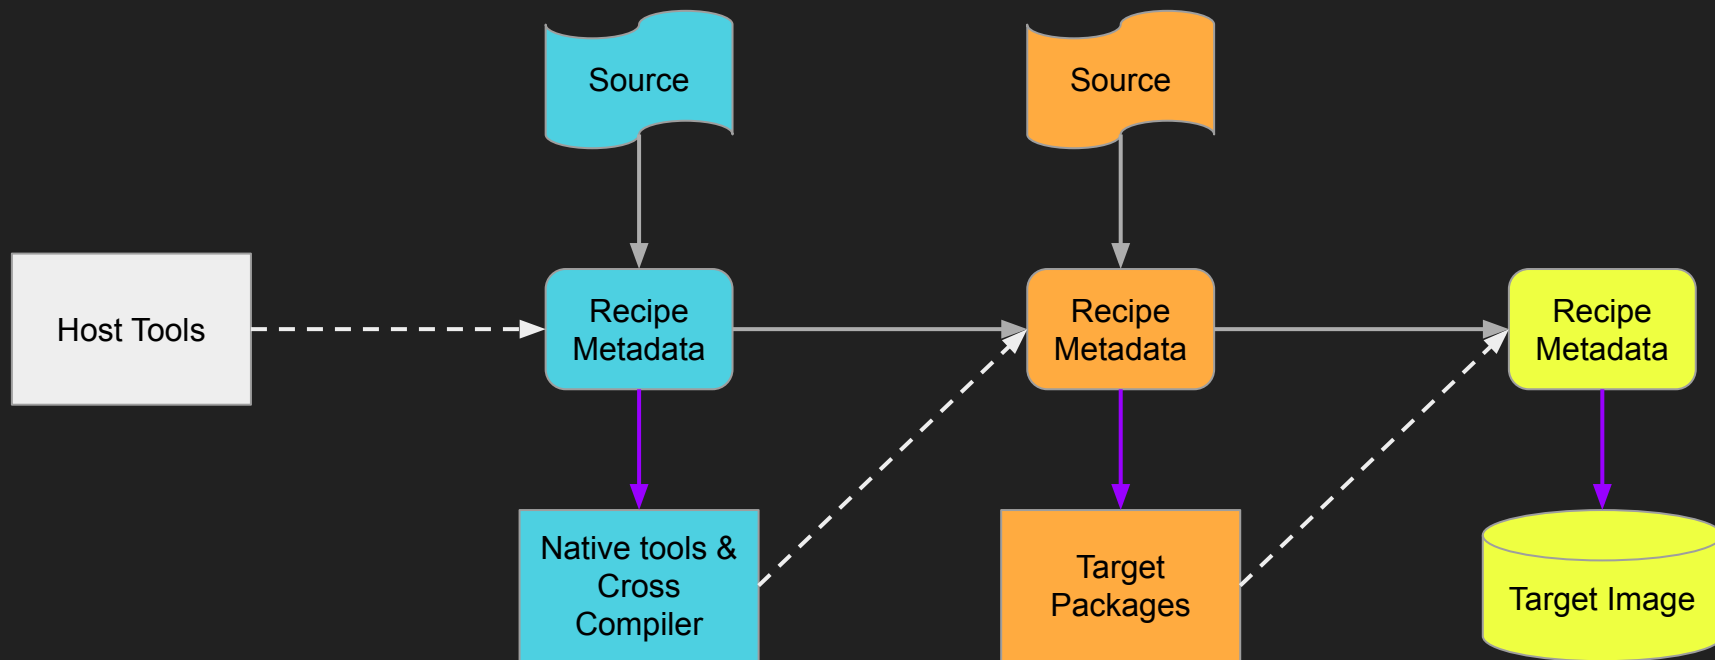 Source
Source
Host Tools
Recipe
Metadata
Recipe
Metadata
Recipe
Metadata
Native tools &
Cross
Compiler
Target
Packages
Target Image